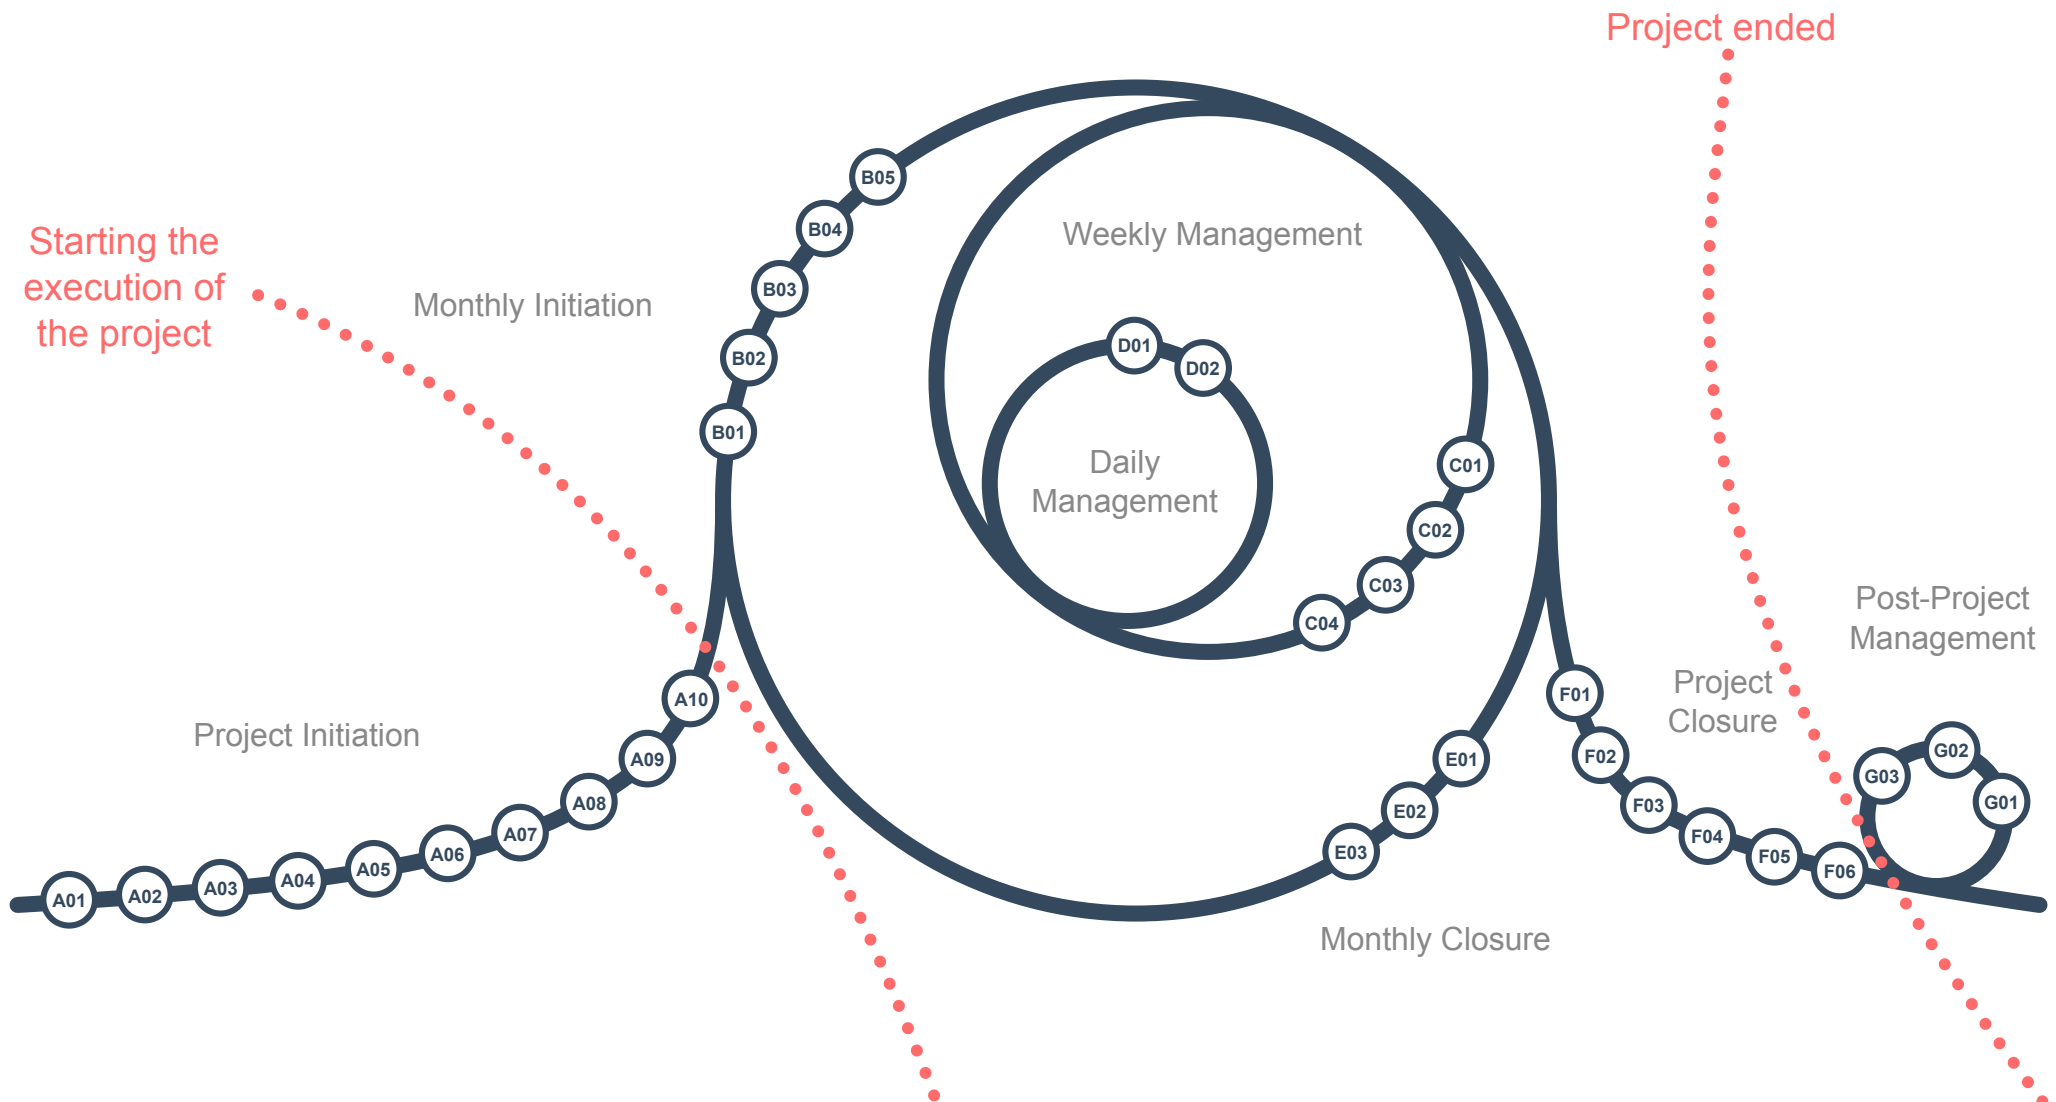 Project ended
Starting the
execution of
the project
Monthly Initiation
B05
B04
B03
B02
B01
Weekly Management
D01
D02
Daily
Management
C01
C02
C03
C04
Project Initiation
A01
A02
A03
A04
A05
A06
A07
A08
A09
A10
E01
E02
E03
Monthly Closure
Project
Closure
F01
F02
F03
F04
F05
F06
Post-Project
Management
G03
G02
G01